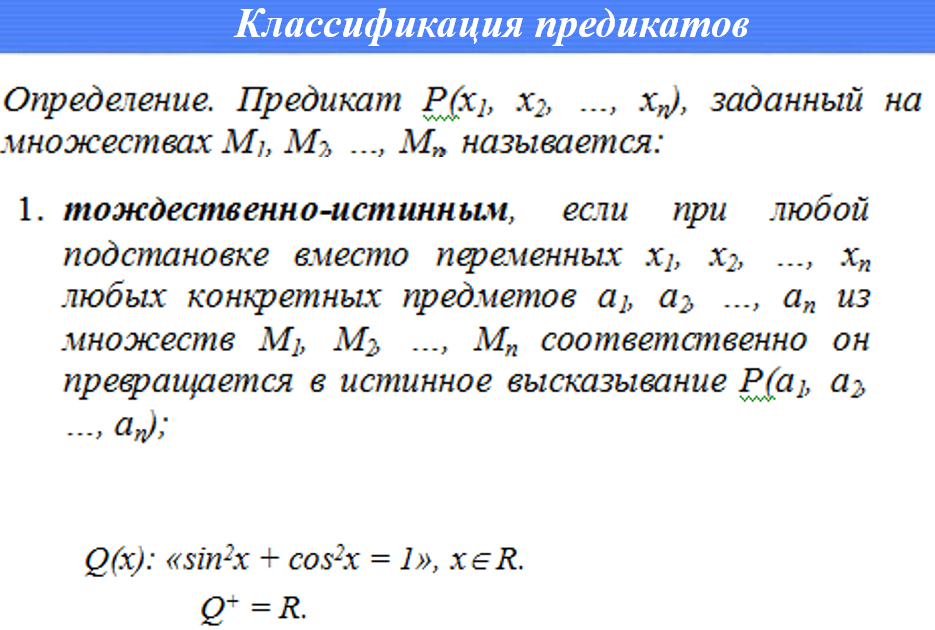 Классификация предикатов
Определение. Предикат P(x₁, x₂, ..., xₙ), заданный на
множествах M₁, M₂, ..., Mₙ, называется:
1. тождественно-истинным, если при любой
подстановке вместо переменных x₁, x₂, ..., xₙ
любых конкретных предметов a₁, a₂, ..., aₙ из
множеств M₁, M₂, ..., Mₙ соответственно он
превращается в истинное высказывание P(a₁, a₂,
..., aₙ);
Q(x): «sin²x + cos²x = 1», x∈R.
Q⁺ = R.